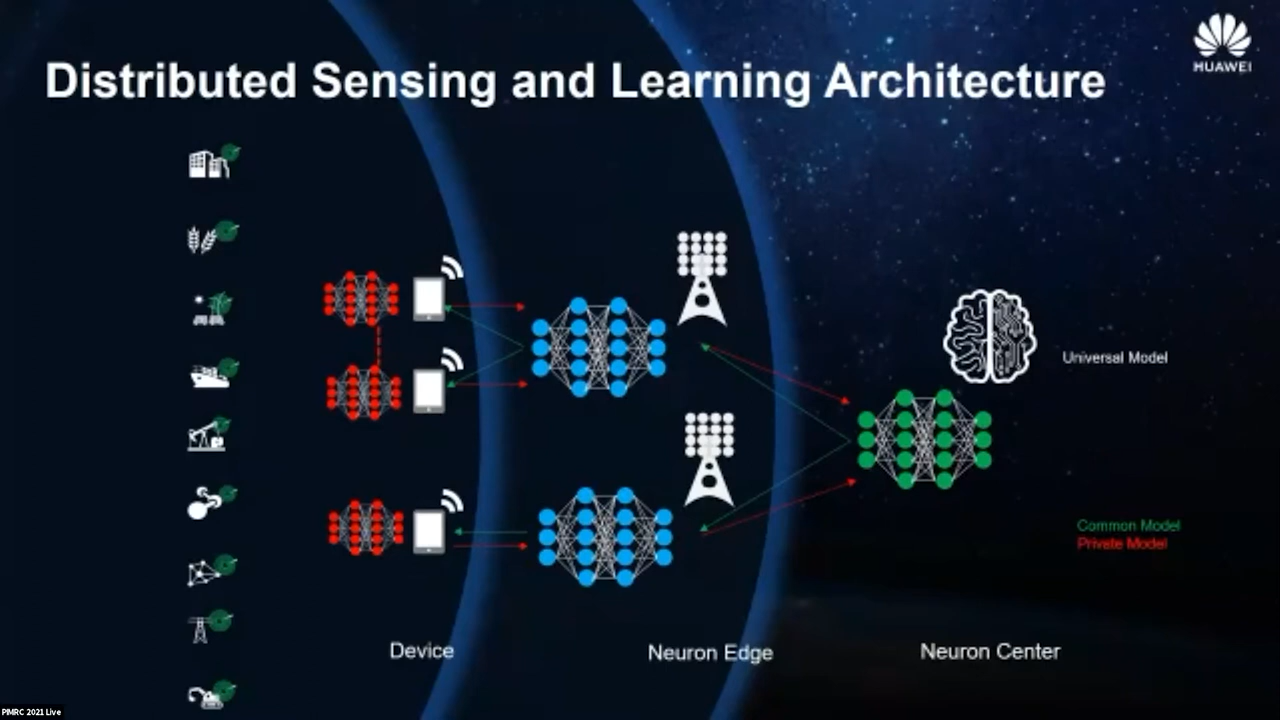 HUAWEI
Distributed Sensing and Learning Architecture
Universal Model
Common Model
Private Model
Device
Neuron Edge
Neuron Center
PMRC 2021 Live